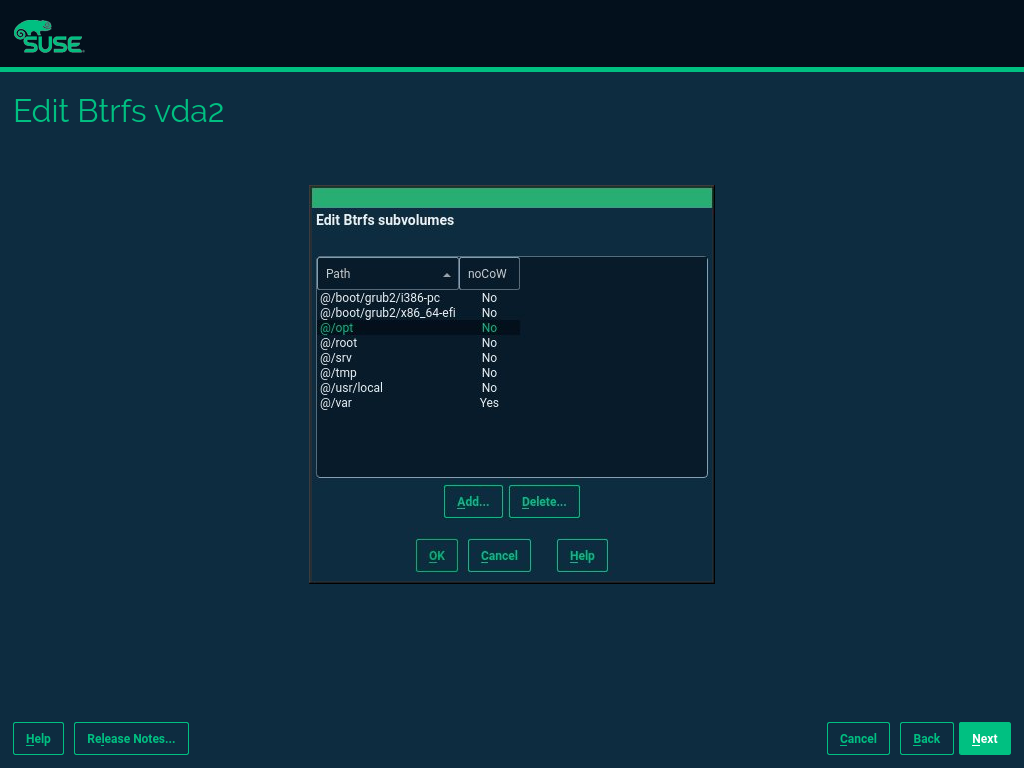 SUSE
Edit Btrfs vda2
Edit Btrfs subvolumes
Path noCoW
@/boot/grub2/i386-pc No
@/boot/grub2/x86_64-efi No
@/opt No
@/root No
@/srv No
@/tmp No
@/usr/local No
@/var Yes
Add... Delete...
OK Cancel Help
Help Release Notes... Cancel Back Next